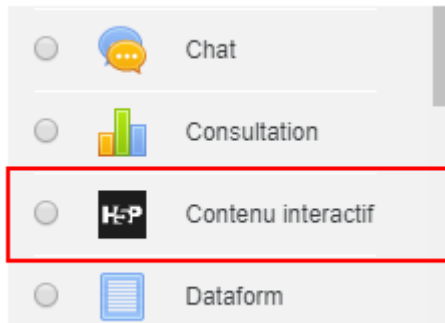 Chat
Consultation
H5P Contenu interactif
Dataform